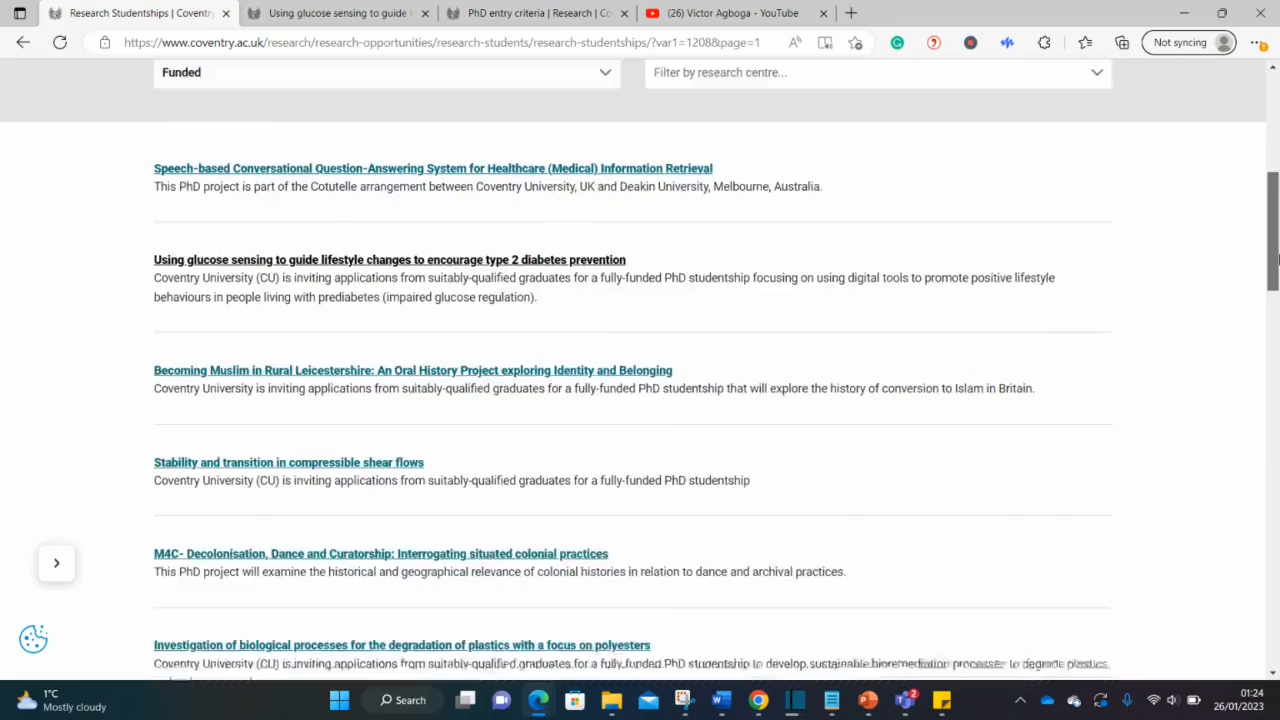 Research Studentships | Coventr
Using glucose sensing to guide l
PhD entry criteria | Research | Co
(26) Victor Agboga - YouTube
https://www.coventry.ac.uk/research/research-opportunities/research-students/research-studentships/?var1=1208&page=1
Not syncing
Funded
Filter by research centre...
Speech-based Conversational Question-Answering System for Healthcare (Medical) Information Retrieval
This PhD project is part of the Cotutelle arrangement between Coventry University, UK and Deakin University, Melbourne, Australia.
Using glucose sensing to guide lifestyle changes to encourage type 2 diabetes prevention
Coventry University (CU) is inviting applications from suitably-qualified graduates for a fully-funded PhD studentship focusing on using digital tools to promote positive lifestyle
behaviours in people living with prediabetes (impaired glucose regulation).
Becoming Muslim in Rural Leicestershire: An Oral History Project exploring Identity and Belonging
Coventry University is inviting applications from suitably-qualified graduates for a fully-funded PhD studentship that will explore the history of conversion to Islam in Britain.
Stability and transition in compressible shear flows
Coventry University (CU) is inviting applications from suitably-qualified graduates for a fully-funded PhD studentship
M4C- Decolonisation, Dance and Curatorship: Interrogating situated colonial practices
This PhD project will examine the historical and geographical relevance of colonial histories in relation to dance and archival practices.
Investigation of biological processes for the degradation of plastics with a focus on polyesters
Coventry University (CU) is inviting applications from suitably-qualified graduates for a fully-funded PhD studentship to develop sustainable bioremediation processes to degrade plastics,
1°C
Mostly cloudy
Search
2
01:24
26/01/2023